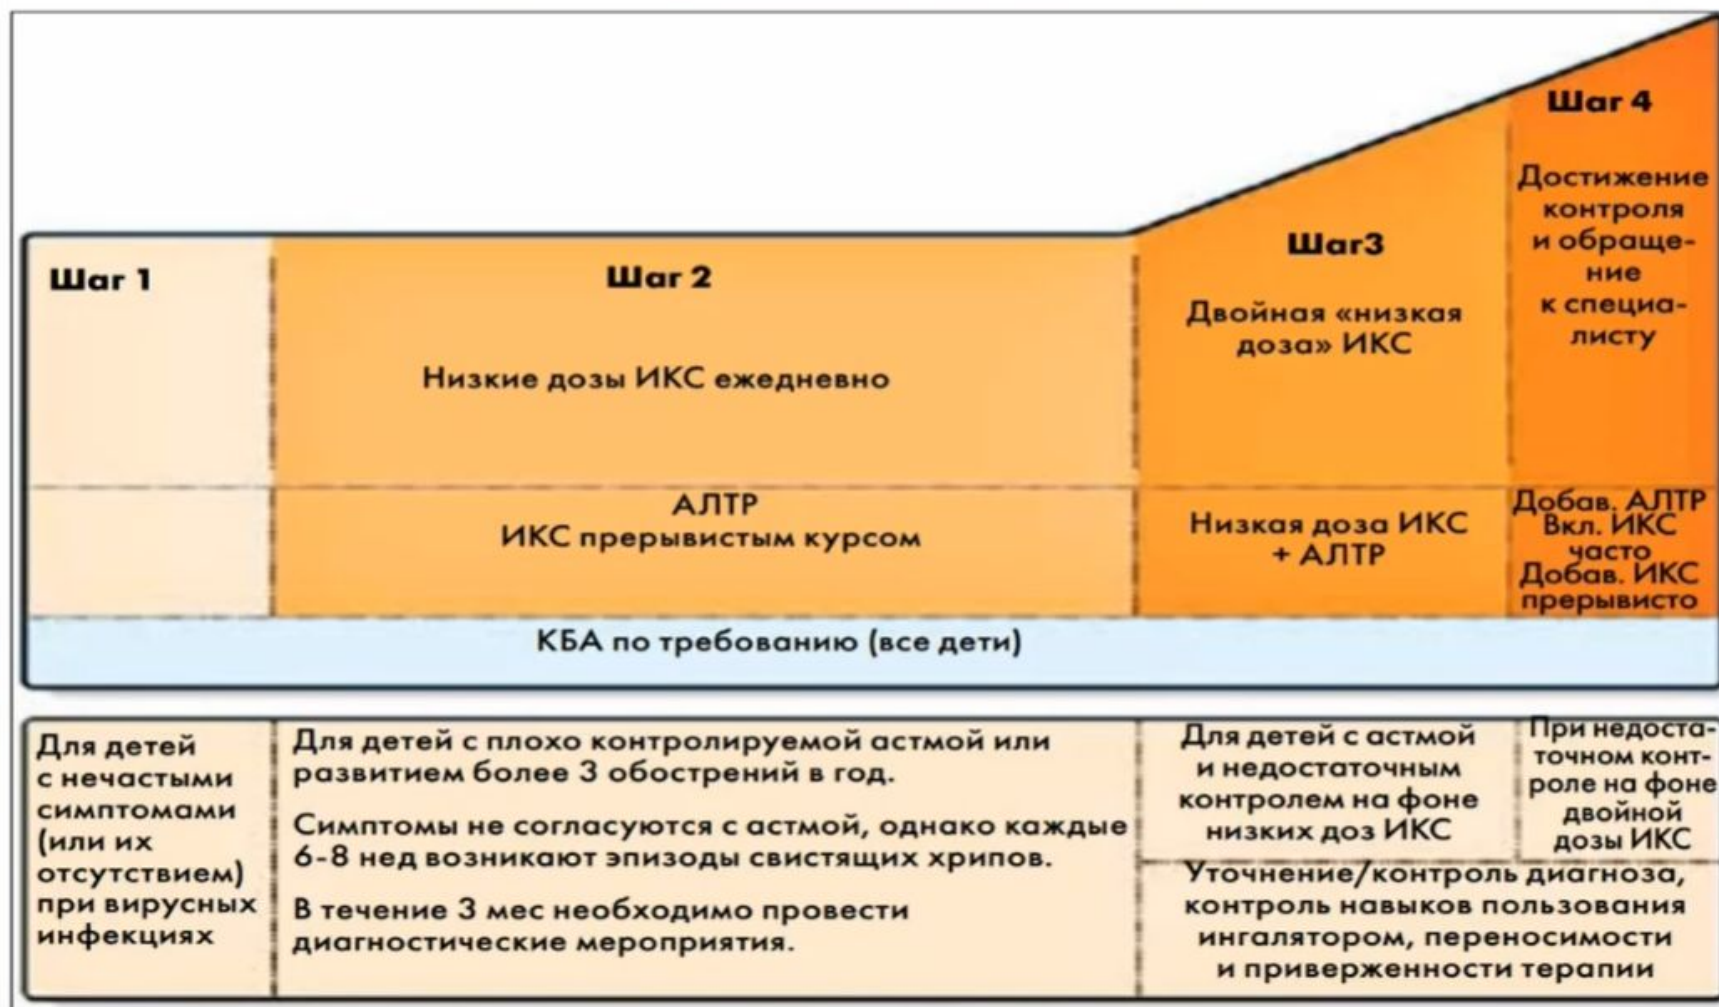 Шаг 1
Шаг 2
Низкие дозы ИКС ежедневно
Шаг3
Двойная «низкая
доза» ИКС
Шаг 4
Достижение
контроля
и обраще-
ние
к специа-
листу
АЛТР
ИКС прерывистым курсом
Низкая доза ИКС
+ АЛТР
Добав. АЛТР
Вкл. ИКС
часто
Добав. ИКС
прерывисто
КБА по требованию (все дети)
Для детей
с нечастыми
симптомами
(или их
отсутствием)
при вирусных
инфекциях
Для детей с плохо контролируемой астмой или
развитием более 3 обострений в год.
Симптомы не согласуются с астмой, однако каждые
6-8 нед возникают эпизоды свистящих хрипов.
В течение 3 мес необходимо провести
диагностические мероприятия.
Для детей с астмой
и недостаточным
контролем на фоне
низких доз ИКС
При недоста-
точном конт-
роле на фоне
двойной
дозы ИКС
Уточнение/контроль диагноза,
контроль навыков пользования
ингалятором, переносимости
и приверженности терапии